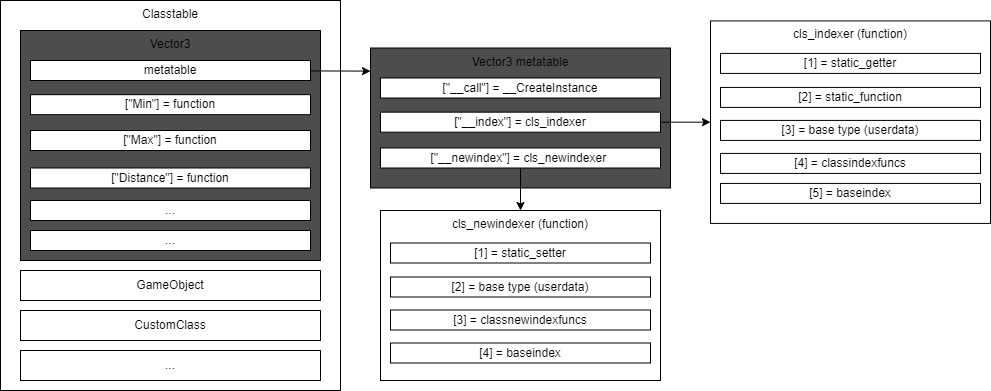 Classtable
Vector3
metatable
["Min"] = function
["Max"] = function
["Distance"] = function
...
...
GameObject
CustomClass
...
Vector3 metatable
["__call"] = __CreateInstance
["__index"] = cls_indexer
["__newindex"] = cls_newindexer
cls_newindexer (function)
[1] = static_setter
[2] = base type (userdata)
[3] = classnewindexfuncs
[4] = baseindex
cls_indexer (function)
[1] = static_getter
[2] = static_function
[3] = base type (userdata)
[4] = classindexfuncs
[5] = baseindex